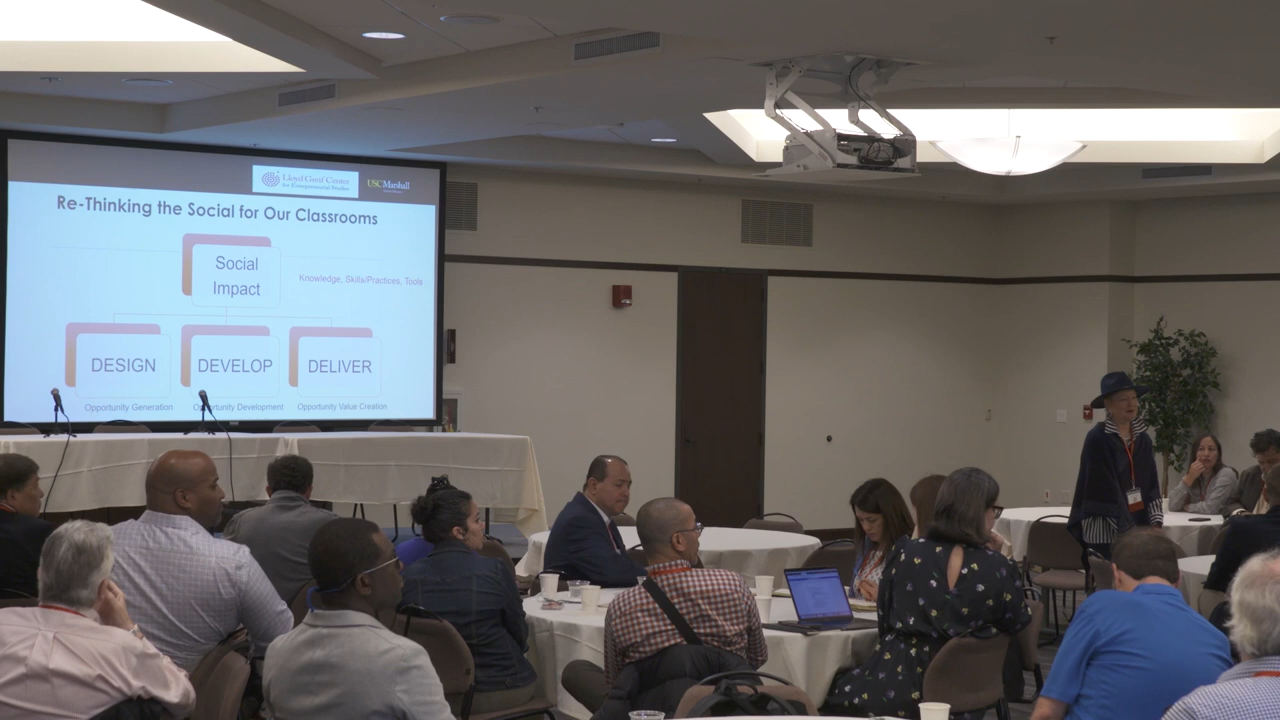 Lloyd Greif Center
for Entrepreneurial Studies
USC Marshall
Re-Thinking the Social for Our Classrooms
Social
Impact
Knowledge, Skills/Practices, Tools
DESIGN
DEVELOP
DELIVER
Opportunity Generation
Opportunity Development
Opportunity Value Creation